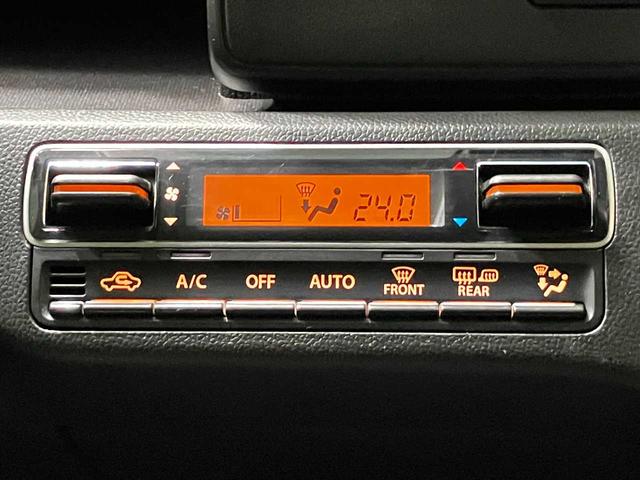 24.0
A/C OFF AUTO FRONT REAR